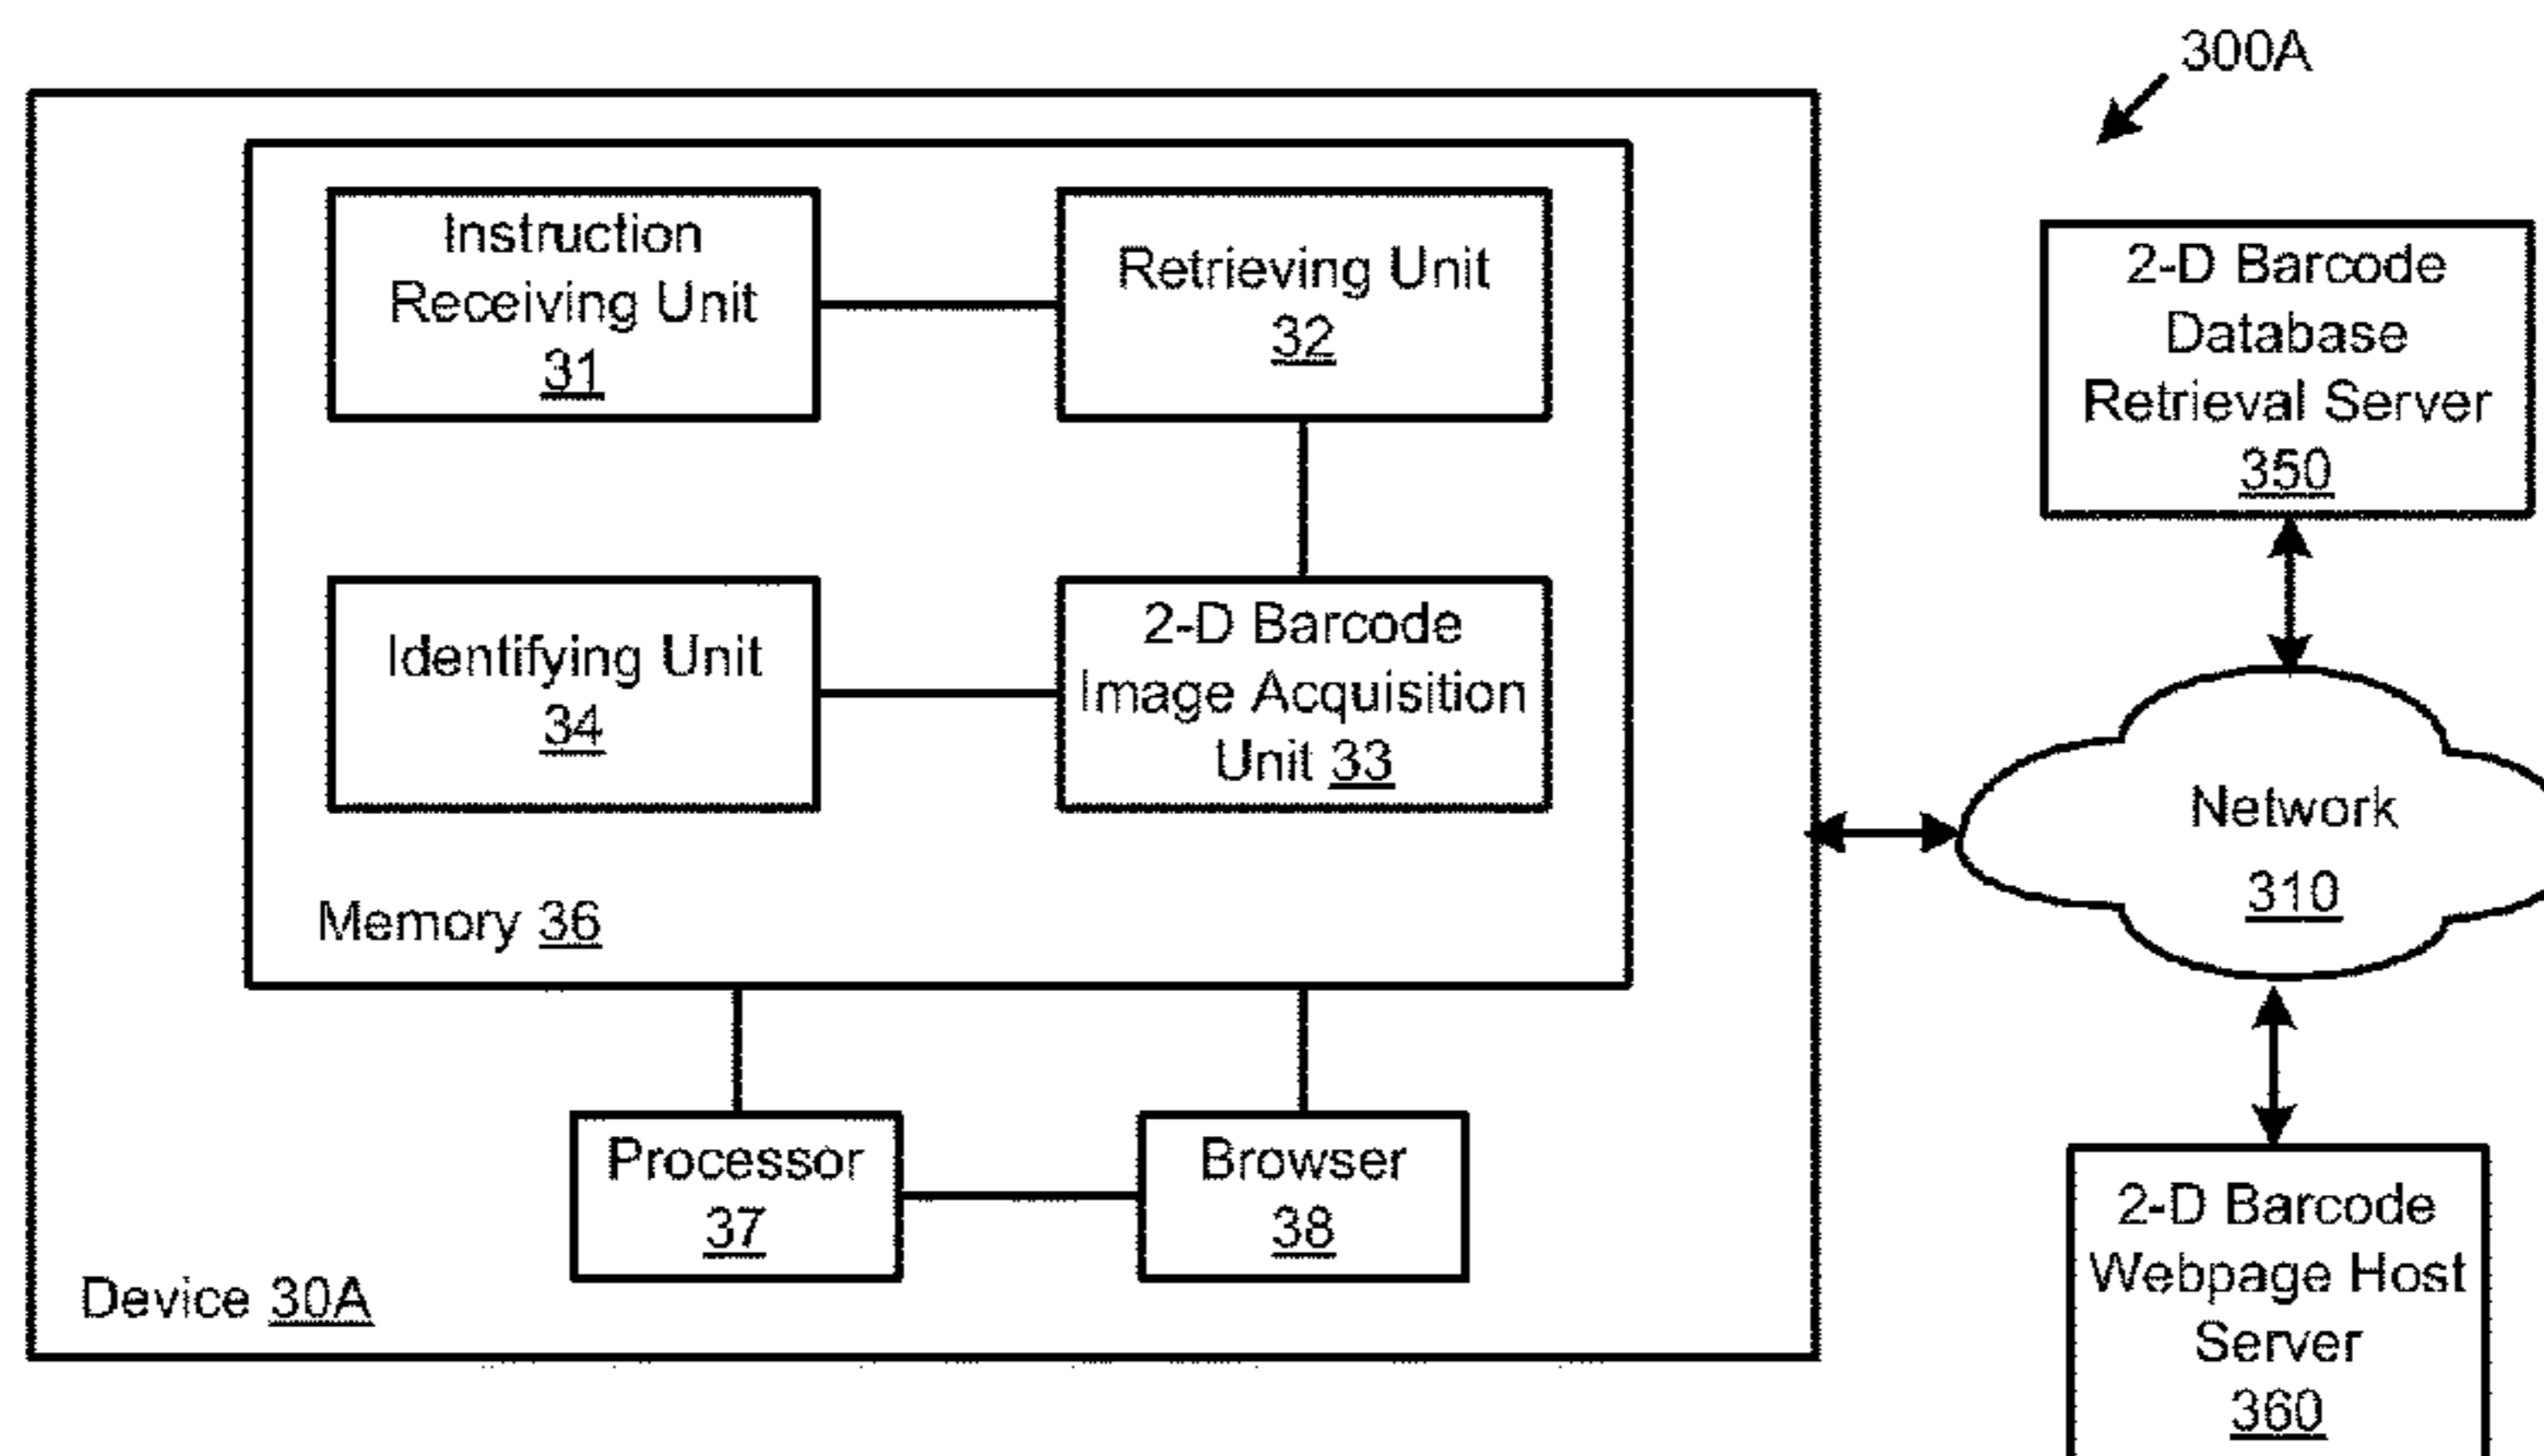 300A
Instruction
Receiving Unit
31
Retrieving Unit
32
Identifying Unit
34
2-D Barcode
Image Acquisition
Unit 33
Memory 36
Processor
37
Browser
38
Device 30A
2-D Barcode
Database
Retrieval Server
350
Network
310
2-D Barcode
Webpage Host
Server
360